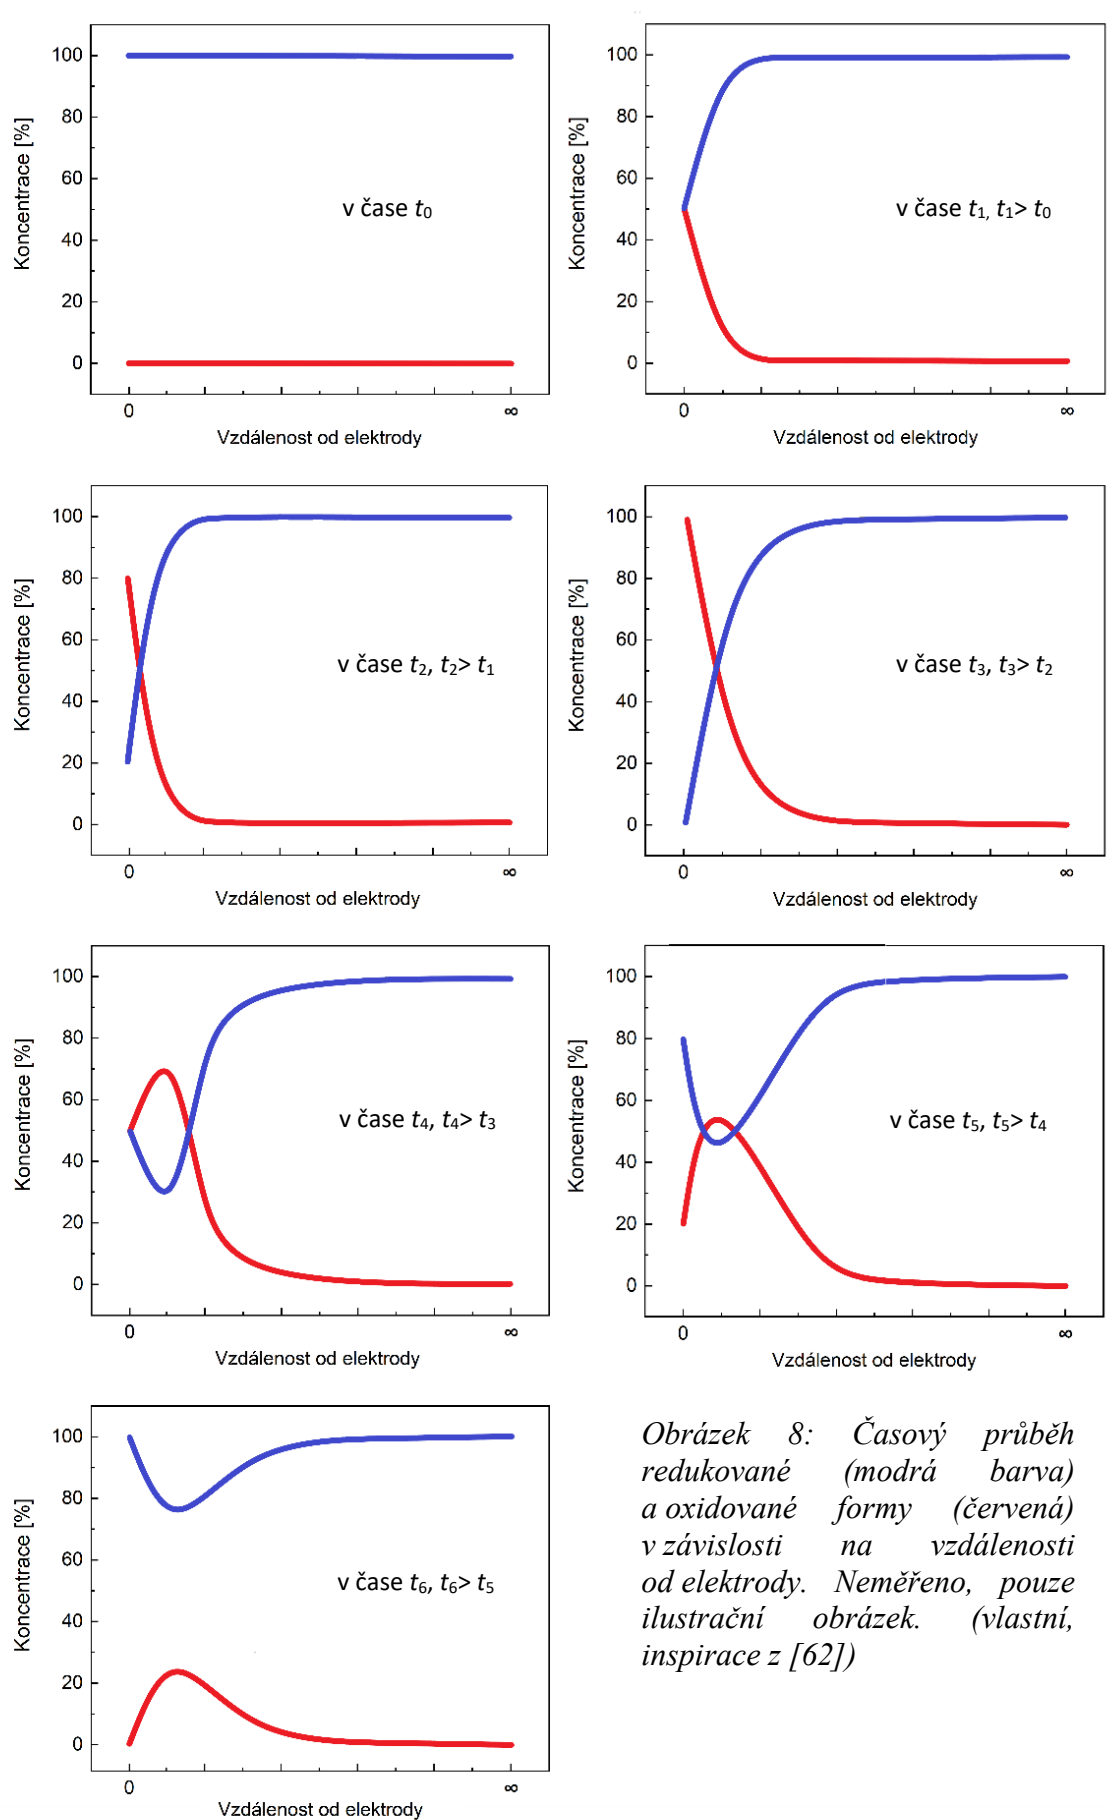 100
80
60
40
20
0
Koncentrace [%]
v čase t₀
0
∞
Vzdálenost od elektrody
100
80
60
40
20
0
Koncentrace [%]
v čase t₁, t₁> t₀
0
∞
Vzdálenost od elektrody
100
80
60
40
20
0
Koncentrace [%]
v čase t₂, t₂> t₁
0
∞
Vzdálenost od elektrody
100
80
60
40
20
0
Koncentrace [%]
v čase t₃, t₃> t₂
0
∞
Vzdálenost od elektrody
100
80
60
40
20
0
Koncentrace [%]
v čase t₄, t₄> t₃
0
∞
Vzdálenost od elektrody
100
80
60
40
20
0
Koncentrace [%]
v čase t₅, t₅> t₄
0
∞
Vzdálenost od elektrody
100
80
60
40
20
0
Koncentrace [%]
v čase t₆, t₆> t₅
0
∞
Vzdálenost od elektrody
Obrázek 8: Časový průběh
redukované (modrá barva)
a oxidované formy (červená)
v závislosti na vzdálenosti
od elektrody. Neměřeno, pouze
ilustrační obrázek. (vlastní,
inspirace z [62])